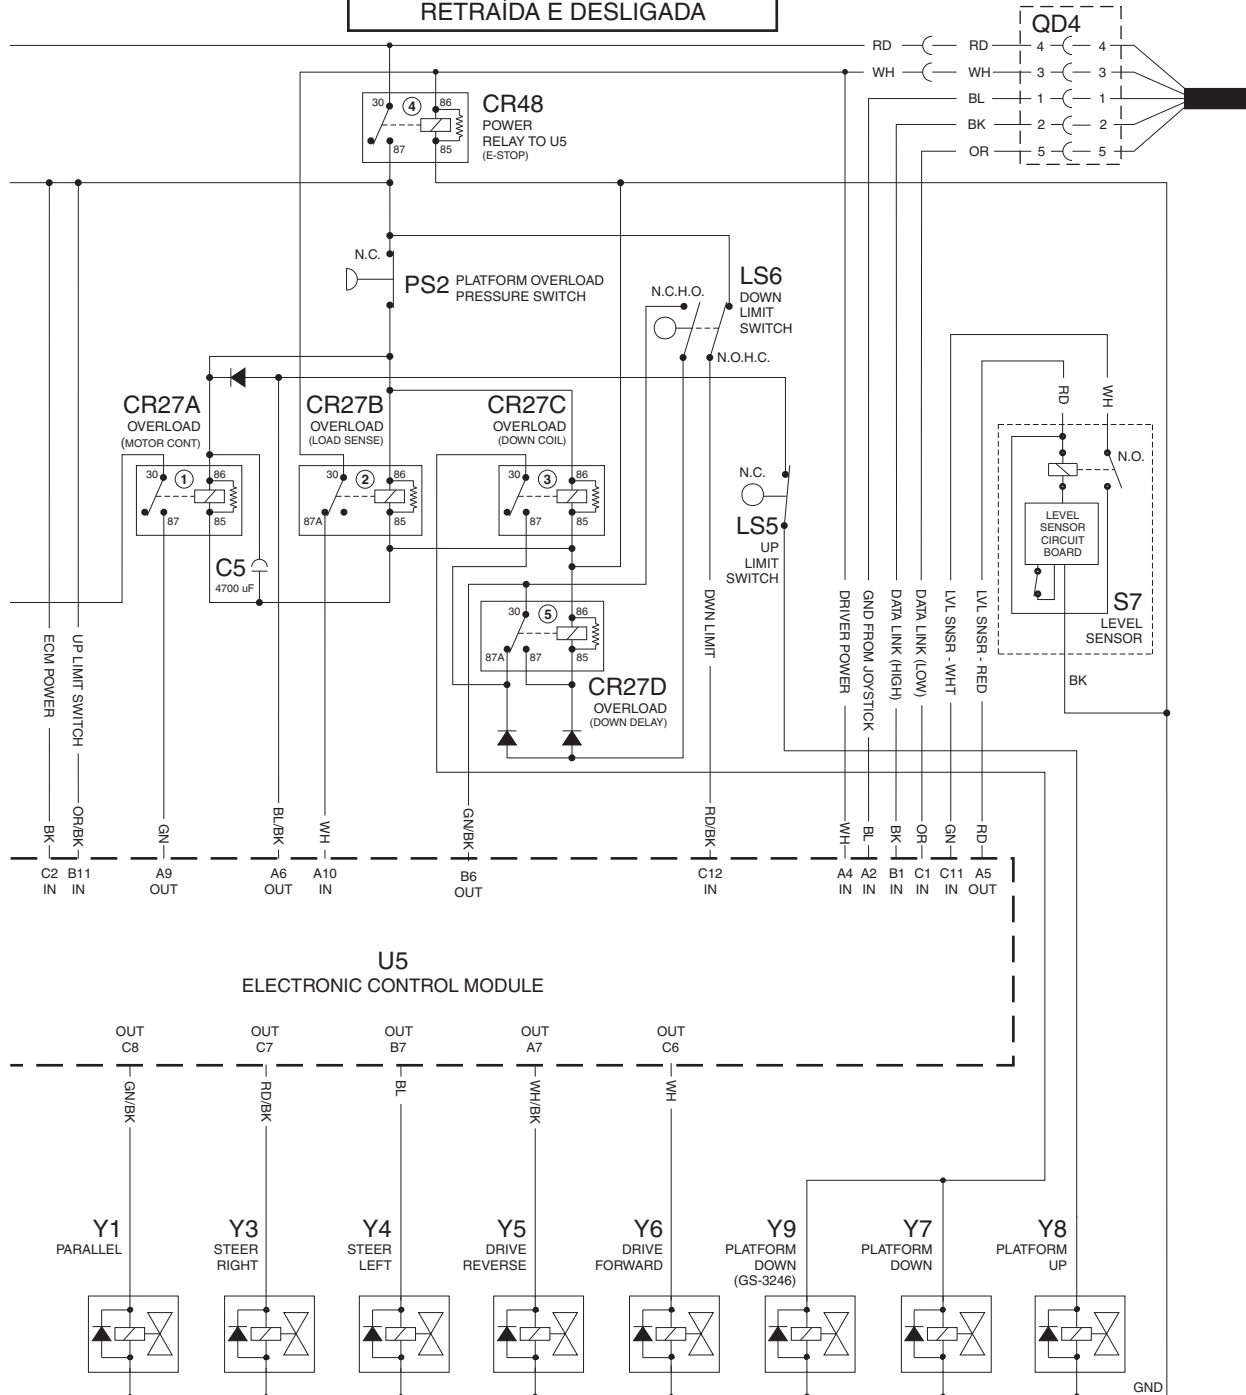 RETRAÍDA E DESLIGADA
QD4
RD RD 4 4
WH WH 3 3
BL 1 1
BK 2 2
OR 5 5
30 4 86
87 85
CR48
POWER
RELAY TO U5
(E-STOP)
N.C.
PS2 PLATFORM OVERLOAD
PRESSURE SWITCH
N.C.H.O.
N.O.H.C.
LS6
DOWN
LIMIT
SWITCH
CR27A
OVERLOAD
(MOTOR CONT)
30 1 86
87 85
CR27B
OVERLOAD
(LOAD SENSE)
30 2 86
87A 85
CR27C
OVERLOAD
(DOWN COIL)
30 3 86
87 85
C5
4700 uF
N.C.
LS5
UP
LIMIT
SWITCH
30 5 86
87A 87 85
CR27D
OVERLOAD
(DOWN DELAY)
RD
WH
N.O.
LEVEL
SENSOR
CIRCUIT
BOARD
S7
LEVEL
SENSOR
BK
ECM POWER
UP LIMIT SWITCH
DWN LIMIT
DRIVER POWER
GND FROM JOYSTICK
DATA LINK (HIGH)
DATA LINK (LOW)
LVL SNSR - WHT
LVL SNSR - RED
BK
OR/BK
GN
BL/BK
WH
GN/BK
RD/BK
WH
BL
BK
OR
GN
RD
C2 B11 A9 A6 A10 B6 C12 A4 A2 B1 C1 C11 A5
IN IN OUT OUT IN OUT IN IN IN IN IN IN OUT
U5
ELECTRONIC CONTROL MODULE
OUT OUT OUT OUT OUT
C8 C7 B7 A7 C6
GN/BK
RD/BK
BL
WH/BK
WH
Y1
PARALLEL
Y3
STEER
RIGHT
Y4
STEER
LEFT
Y5
DRIVE
REVERSE
Y6
DRIVE
FORWARD
Y9
PLATFORM
DOWN
(GS-3246)
Y7
PLATFORM
DOWN
Y8
PLATFORM
UP
GND